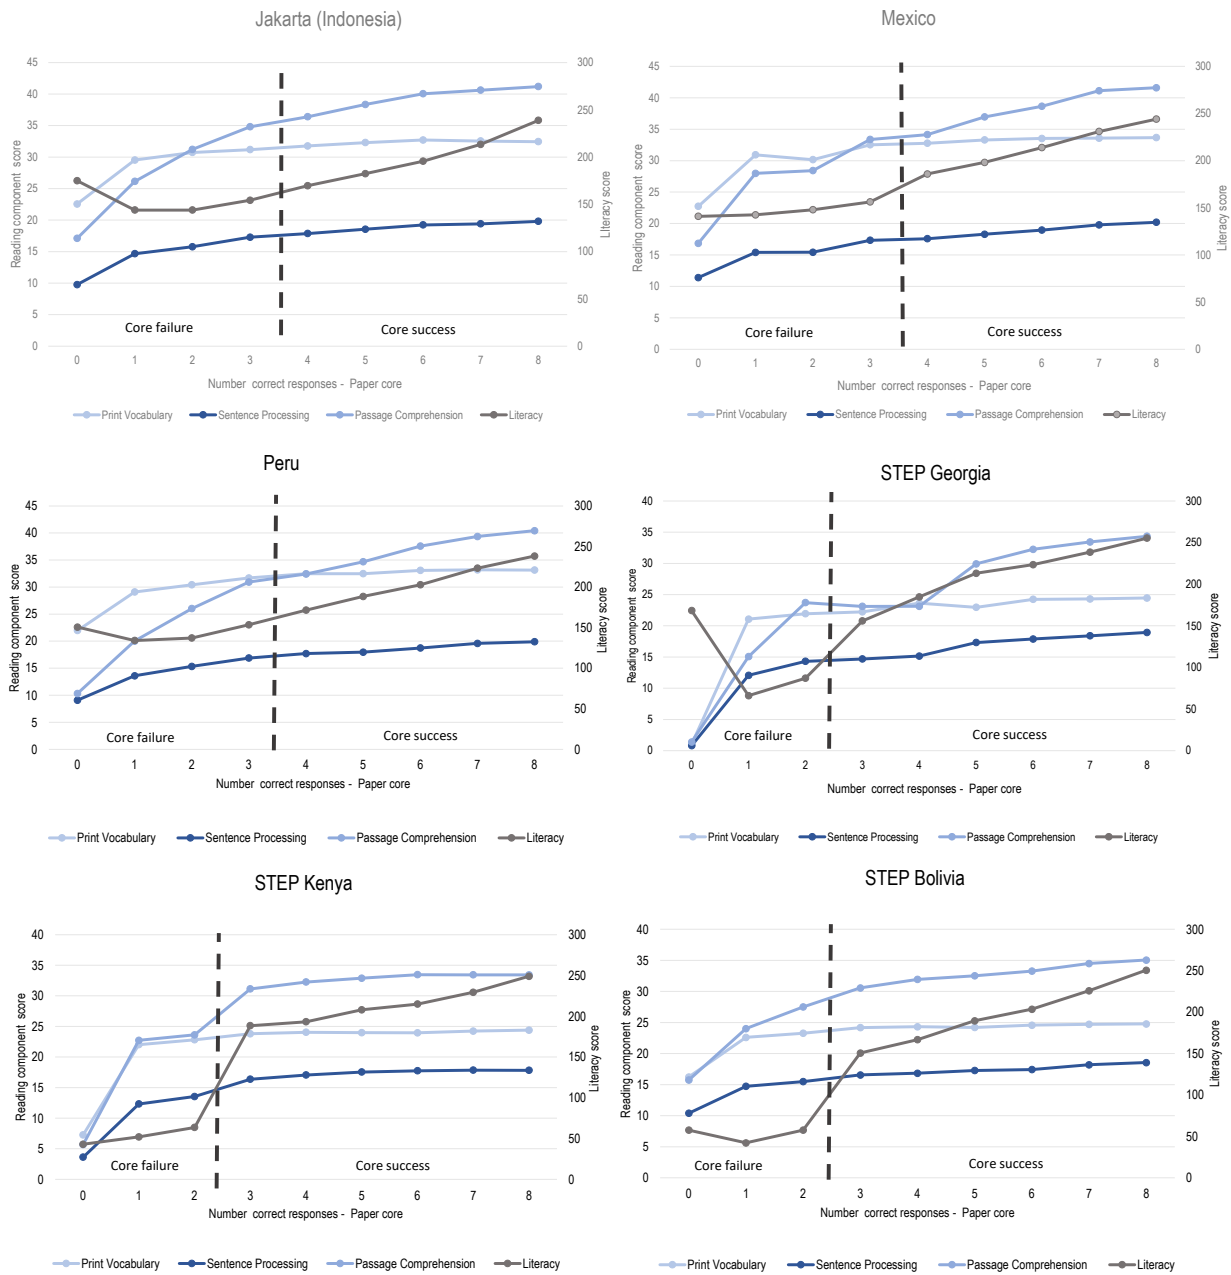 Jakarta (Indonesia)
Reading component score
45
40
35
30
25
20
15
10
5
0
300
250
200
150
100
50
0
LIteracy score
Core failure
Core success
0 1 2 3 4 5 6 7 8
Number correct responses - Paper core
Print Vocabulary Sentence Processing Passage Comprehension Literacy
Mexico
Reading component score
45
40
35
30
25
20
15
10
5
0
300
250
200
150
100
50
0
Literacy score
Core failure
Core success
0 1 2 3 4 5 6 7 8
Number correct responses - Paper core
Print Vocabulary Sentence Processing Passage Comprehension Literacy
Peru
Reading component score
45
40
35
30
25
20
15
10
5
0
300
250
200
150
100
50
0
Literacy score
Core failure
Core success
0 1 2 3 4 5 6 7 8
Number correct responses - Paper core
Print Vocabulary Sentence Processing Passage Comprehension Literacy
STEP Georgia
Reading component score
40
35
30
25
20
15
10
5
0
300
250
200
150
100
50
0
Literacy score
Core failure
Core success
0 1 2 3 4 5 6 7 8
Number correct responses - Paper core
Print Vocabulary Sentence Processing Passage Comprehension Literacy
STEP Kenya
Reading component score
40
35
30
25
20
15
10
5
0
300
250
200
150
100
50
0
Literacy score
Core failure
Core success
0 1 2 3 4 5 6 7 8
Number correct responses - Paper core
Print Vocabulary Sentence Processing Passage Comprehension Literacy
STEP Bolivia
Reading component score
40
35
30
25
20
15
10
5
0
300
250
200
150
100
50
0
Literacy score
Core failure
Core success
0 1 2 3 4 5 6 7 8
Number correct responses - Paper core
Print Vocabulary Sentence Processing Passage Comprehension Literacy